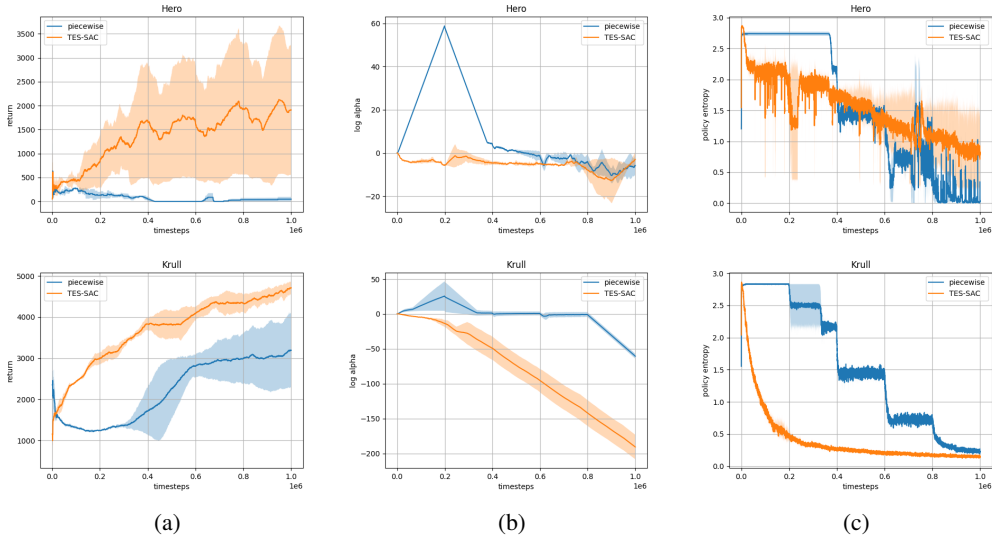 Hero
piecewise
TES-SAC
return
3500
3000
2500
2000
1500
1000
500
0
0.0 0.2 0.4 0.6 0.8 1.0
1e6
timesteps
Hero
piecewise
TES-SAC
log alpha
60
40
20
0
−20
0.0 0.2 0.4 0.6 0.8 1.0
1e6
timesteps
Hero
piecewise
TES-SAC
policy entropy
3.0
2.5
2.0
1.5
1.0
0.5
0.0
0.0 0.2 0.4 0.6 0.8 1.0
1e6
timesteps
Krull
piecewise
TES-SAC
return
5000
4000
3000
2000
1000
0.0 0.2 0.4 0.6 0.8 1.0
1e6
timesteps
Krull
piecewise
TES-SAC
log alpha
50
0
−50
−100
−150
−200
0.0 0.2 0.4 0.6 0.8 1.0
1e6
timesteps
Krull
piecewise
TES-SAC
policy entropy
3.0
2.5
2.0
1.5
1.0
0.5
0.0
0.0 0.2 0.4 0.6 0.8 1.0
1e6
timesteps
(a)
(b)
(c)